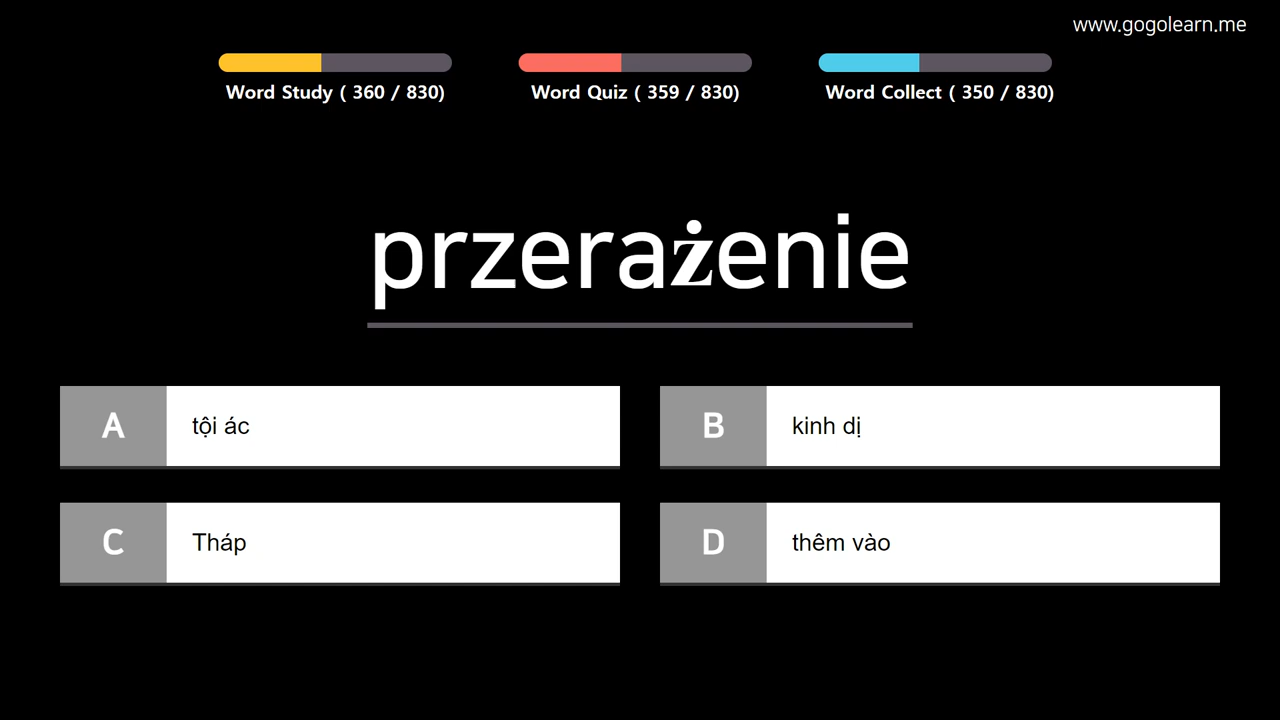 www.gogolearn.me
Word Study ( 360 / 830)
Word Quiz ( 359 / 830)
Word Collect ( 350 / 830)
przerażenie
A tội ác
B kinh dị
C Tháp
D thêm vào